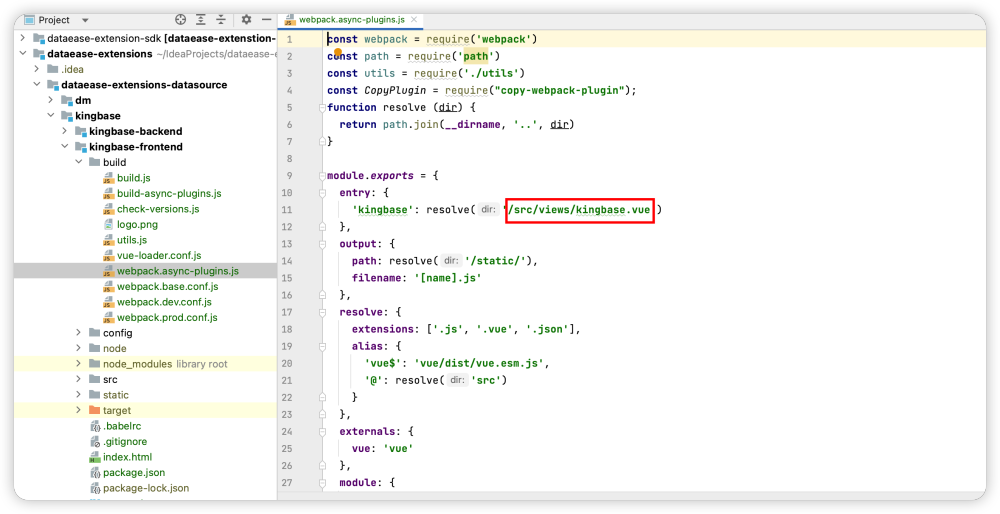 Project
webpack.async-plugins.js
dataease-extension-sdk [dataease-extenstion-
dataease-extensions ~/IdeaProjects/dataease-e
.idea
dataease-extensions-datasource
dm
kingbase
kingbase-backend
kingbase-frontend
build
build.js
build-async-plugins.js
check-versions.js
logo.png
utils.js
vue-loader.conf.js
webpack.async-plugins.js
webpack.base.conf.js
webpack.dev.conf.js
webpack.prod.conf.js
config
node
node_modules library root
src
static
target
.babelrc
.gitignore
index.html
package.json
package-lock.json
1 const webpack = require('webpack')
2 const path = require('path')
3 const utils = require('./utils')
4 const CopyPlugin = require("copy-webpack-plugin");
5 function resolve (dir) {
6 return path.join(__dirname, '..', dir)
7 }
8
9 module.exports = {
10 entry: {
11 'kingbase': resolve( dir: '/src/views/kingbase.vue')
12 },
13 output: {
14 path: resolve( dir: '/static/'),
15 filename: '[name].js'
16 },
17 resolve: {
18 extensions: ['.js', '.vue', '.json'],
19 alias: {
20 'vue$': 'vue/dist/vue.esm.js',
21 '@': resolve( dir: 'src')
22 }
23 },
24 externals: {
25 vue: 'vue'
26 },
27 module: {